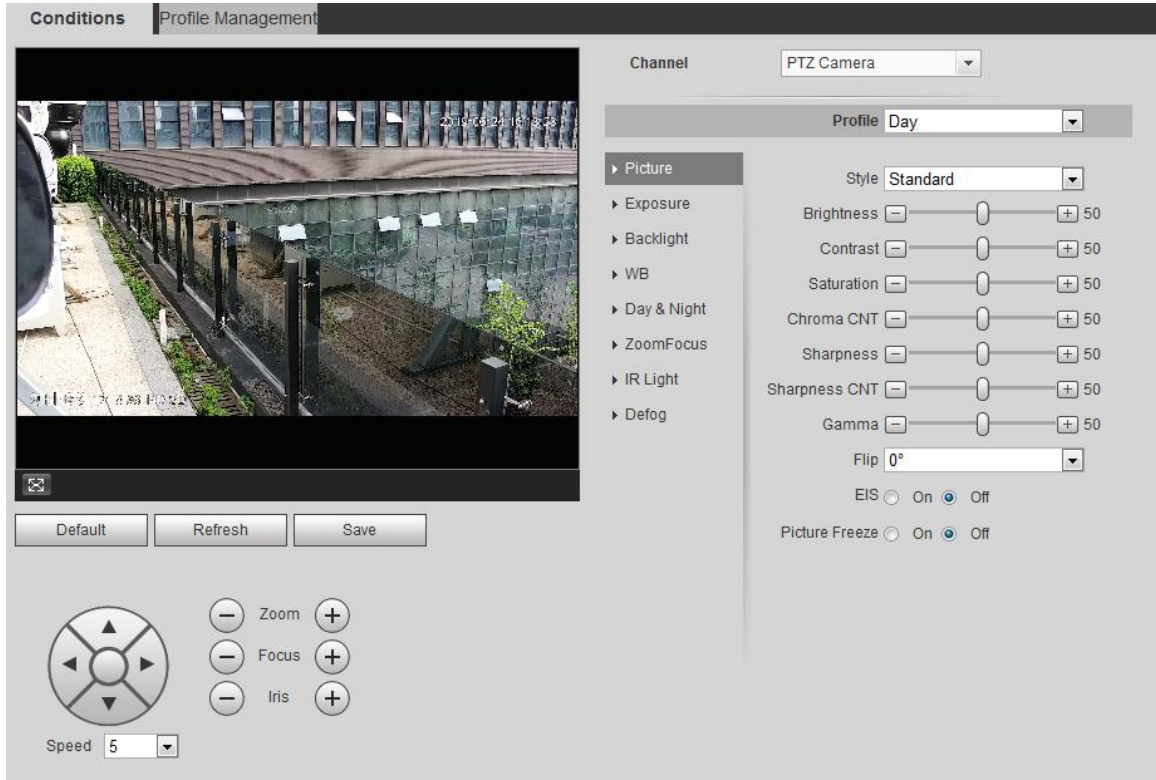 Conditions
Profile Management
Channel PTZ Camera
Profile Day
Picture
Exposure
Backlight
WB
Day & Night
ZoomFocus
IR Light
Defog
Style Standard
Brightness 50
Contrast 50
Saturation 50
Chroma CNT 50
Sharpness 50
Sharpness CNT 50
Gamma 50
Flip 0°
EIS On Off
Picture Freeze On Off
Default
Refresh
Save
Zoom
Focus
Iris
Speed 5